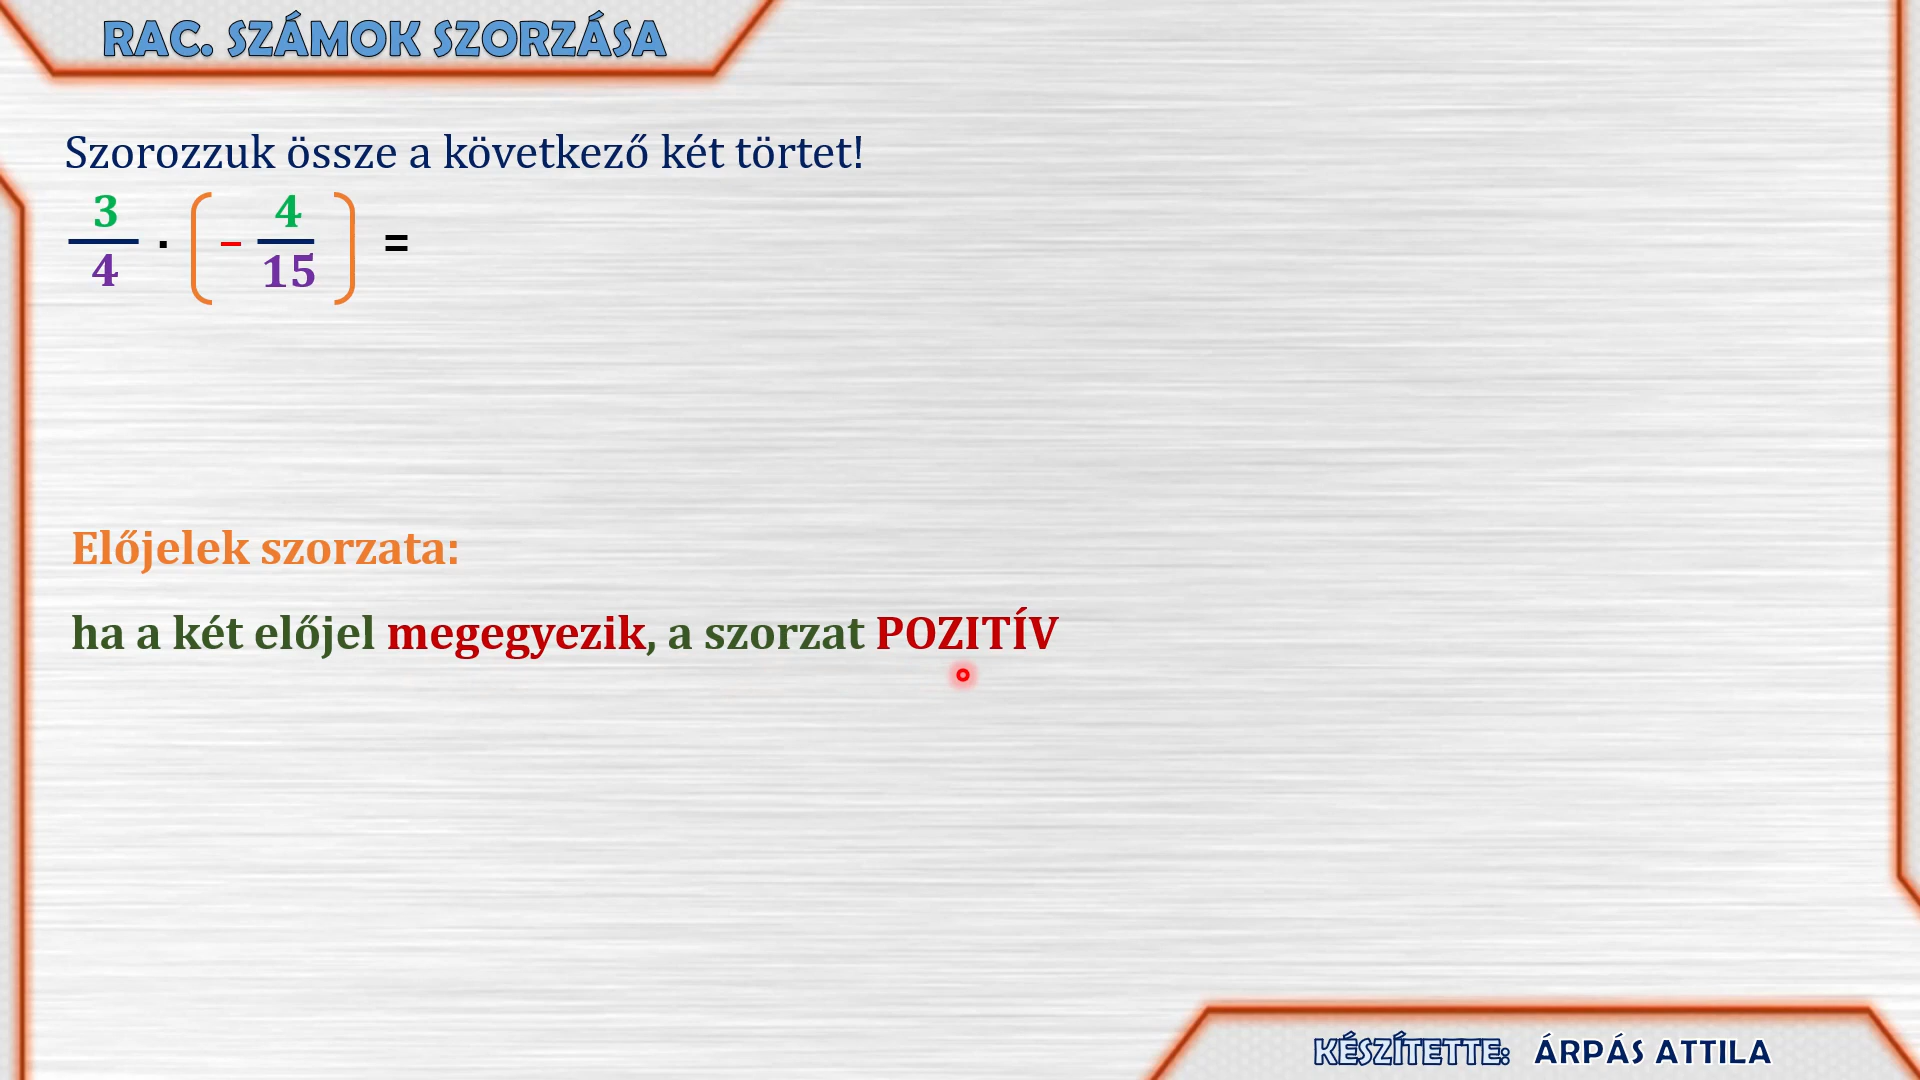 RAC. SZÁMOK SZORZÁSA
Szorozzuk össze a következő két törtet!
3/4 · (– 4/15) =
Előjelek szorzata:
ha a két előjel megegyezik, a szorzat POZITÍV
KÉSZÍTETTE: ÁRPÁS ATTILA